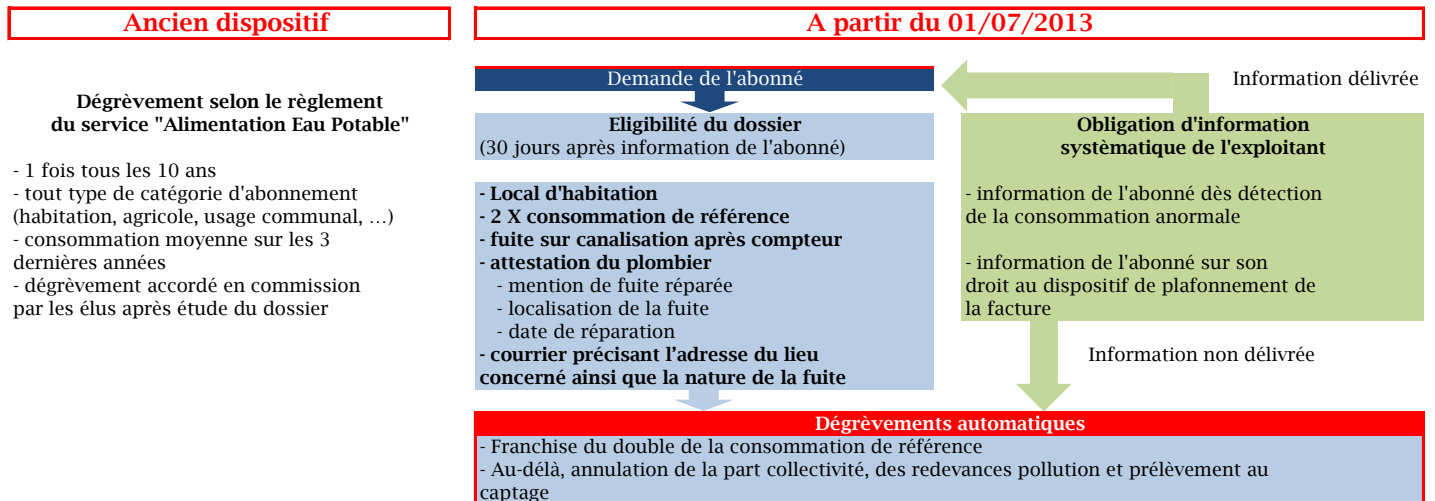 Ancien dispositif
Dégrèvement selon le règlement
du service "Alimentation Eau Potable"
- 1 fois tous les 10 ans
- tout type de catégorie d'abonnement
(habitation, agricole, usage communal, …)
- consommation moyenne sur les 3
dernières années
- dégrèvement accordé en commission
par les élus après étude du dossier
A partir du 01/07/2013
Demande de l'abonné
Eligibilité du dossier
(30 jours après information de l'abonné)
- Local d'habitation
- 2 X consommation de référence
- fuite sur canalisation après compteur
- attestation du plombier
- mention de fuite réparée
- localisation de la fuite
- date de réparation
- courrier précisant l'adresse du lieu
concerné ainsi que la nature de la fuite
Information délivrée
Obligation d'information
systèmatique de l'exploitant
- information de l'abonné dès détection
de la consommation anormale
- information de l'abonné sur son
droit au dispositif de plafonnement de
la facture
Information non délivrée
Dégrèvements automatiques
- Franchise du double de la consommation de référence
- Au-délà, annulation de la part collectivité, des redevances pollution et prélèvement au
captage